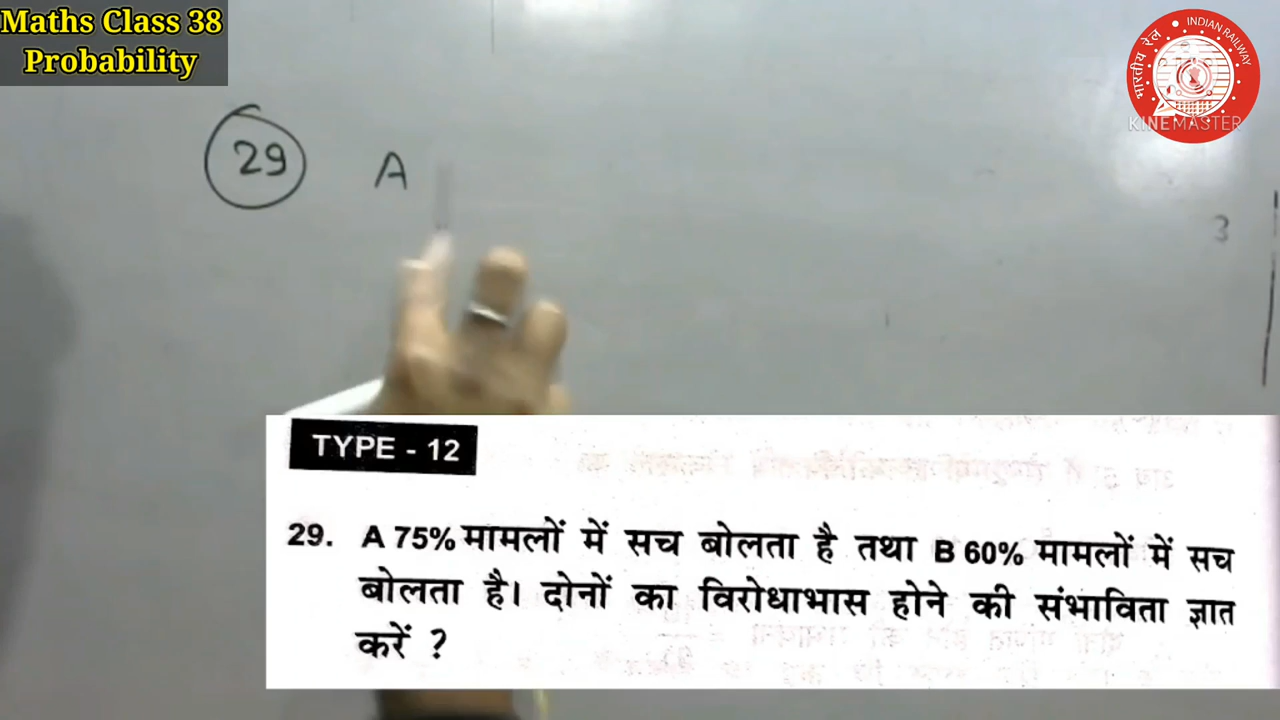 Maths Class 38
Probability
भारतीय रेल
INDIAN RAILWAY
KINEMASTER
29 A
3
TYPE - 12
29. A 75% मामलों में सच बोलता है तथा B 60% मामलों में सच
बोलता है। दोनों का विरोधाभास होने की संभाविता ज्ञात
करें ?